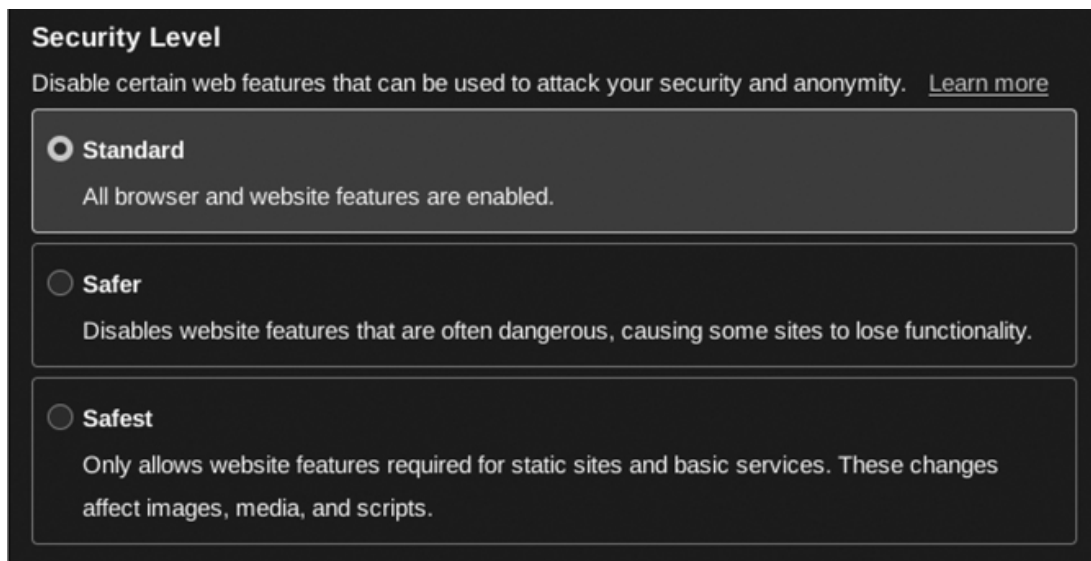 Security Level
Disable certain web features that can be used to attack your security and anonymity. Learn more
Standard
All browser and website features are enabled.
Safer
Disables website features that are often dangerous, causing some sites to lose functionality.
Safest
Only allows website features required for static sites and basic services. These changes
affect images, media, and scripts.